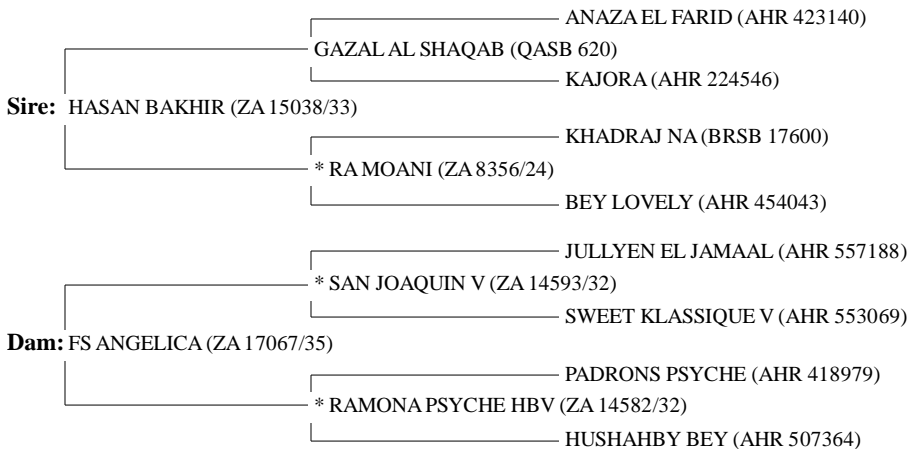 ANAZA EL FARID (AHR 423140)
GAZAL AL SHAQAB (QASB 620)
KAJORA (AHR 224546)
Sire: HASAN BAKHIR (ZA 15038/33)
KHADRAJ NA (BRSB 17600)
* RA MOANI (ZA 8356/24)
BEY LOVELY (AHR 454043)
JULLYEN EL JAMAAL (AHR 557188)
* SAN JOAQUIN V (ZA 14593/32)
SWEET KLASSIQUE V (AHR 553069)
Dam: FS ANGELICA (ZA 17067/35)
PADRONS PSYCHE (AHR 418979)
* RAMONA PSYCHE HBV (ZA 14582/32)
HUSHAHBY BEY (AHR 507364)